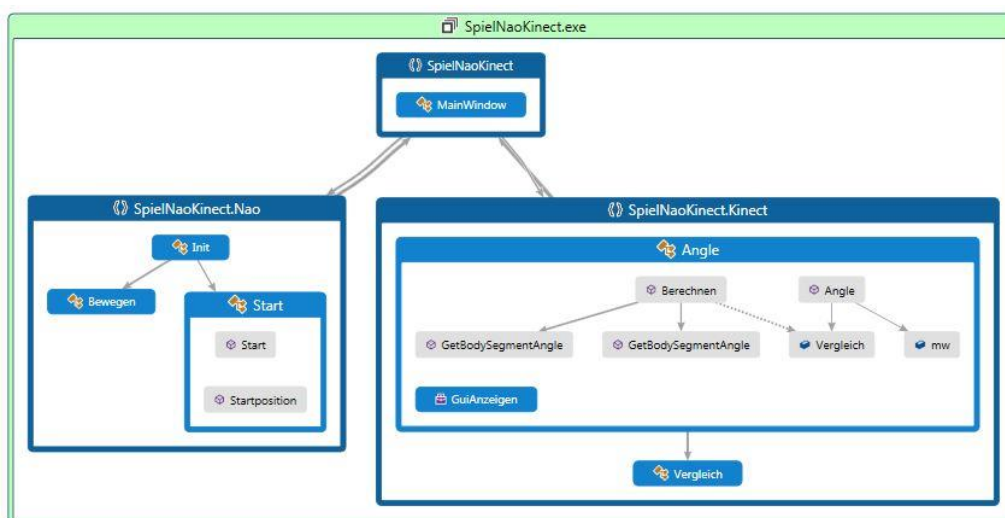 SpielNaoKinect.exe
SpielNaoKinect
MainWindow
SpielNaoKinect.Nao
Init
Bewegen
Start
Start
Startposition
SpielNaoKinect.Kinect
Angle
Berechnen
Angle
GetBodySegmentAngle
GetBodySegmentAngle
Vergleich
mw
GuiAnzeigen
Vergleich